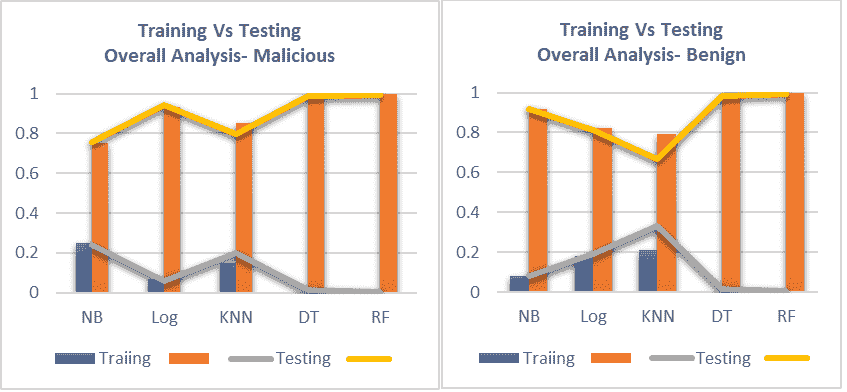 Training Vs Testing
Overall Analysis- Malicious
1
0.8
0.6
0.4
0.2
0
NB Log KNN DT RF
Traiing Testing
Training Vs Testing
Overall Analysis- Benign
1
0.8
0.6
0.4
0.2
0
NB Log KNN DT RF
Traiing Testing